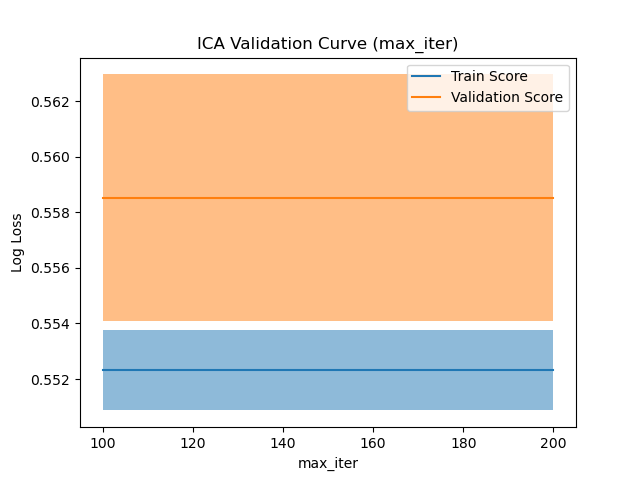 ICA Validation Curve (max_iter)
Train Score
Validation Score
Log Loss
0.562
0.560
0.558
0.556
0.554
0.552
100 120 140 160 180 200
max_iter